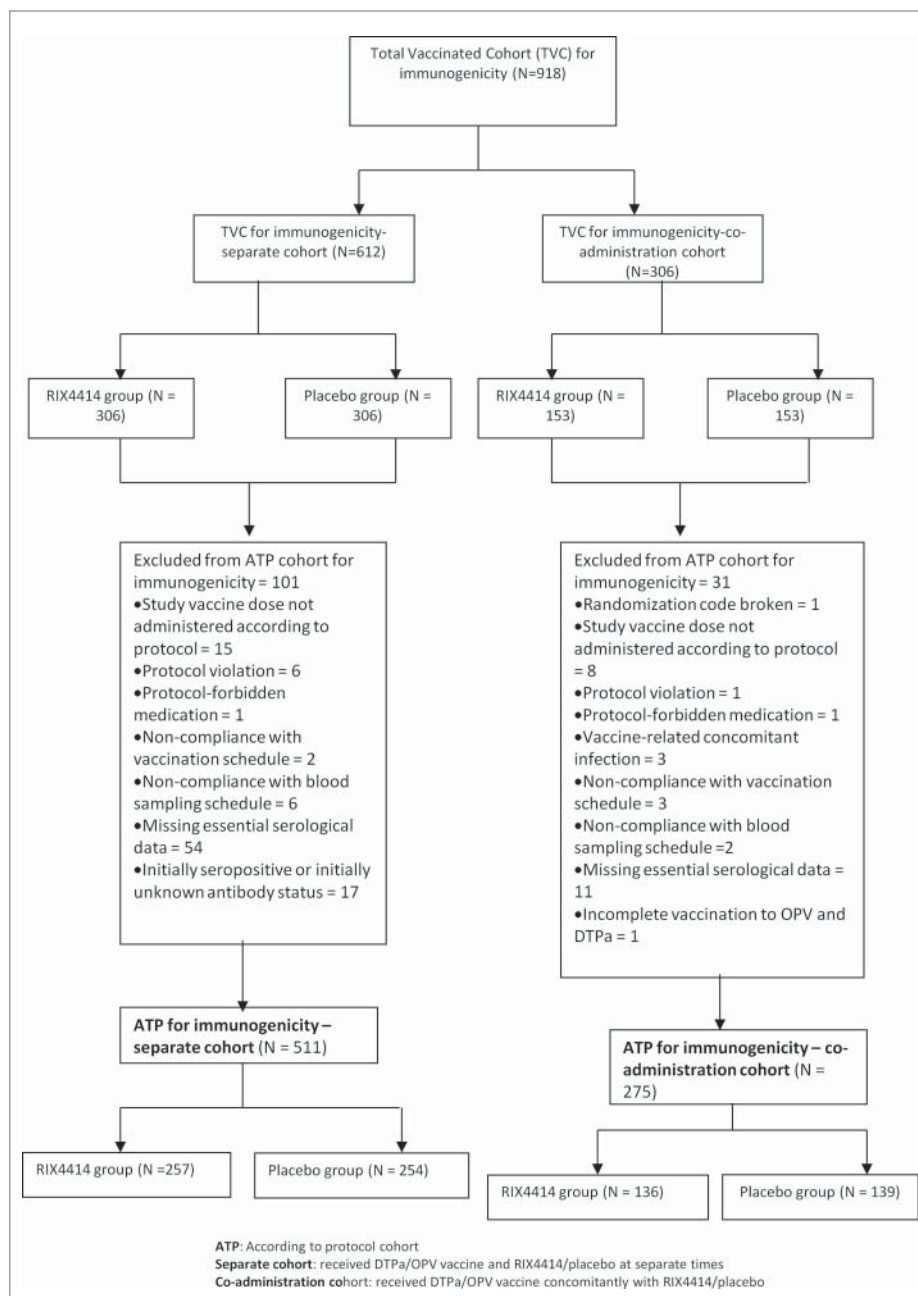 Total Vaccinated Cohort (TVC) for
immunogenicity (N=918)
TVC for immunogenicity-
separate cohort (N=612)
TVC for immunogenicity-co-
administration cohort
(N=306)
RIX4414 group (N =
306)
Placebo group (N =
306)
RIX4414 group (N =
153)
Placebo group (N =
153)
Excluded from ATP cohort for
immunogenicity = 101
•Study vaccine dose not
administered according to
protocol = 15
•Protocol violation = 6
•Protocol-forbidden
medication = 1
•Non-compliance with
vaccination schedule = 2
•Non-compliance with blood
sampling schedule = 6
•Missing essential serological
data = 54
•Initially seropositive or initially
unknown antibody status = 17
Excluded from ATP cohort for
immunogenicity = 31
•Randomization code broken = 1
•Study vaccine dose not
administered according to protocol
= 8
•Protocol violation = 1
•Protocol-forbidden medication = 1
•Vaccine-related concomitant
infection = 3
•Non-compliance with vaccination
schedule = 3
•Non-compliance with blood
sampling schedule =2
•Missing essential serological data =
11
•Incomplete vaccination to OPV and
DTPa = 1
ATP for immunogenicity –
separate cohort (N = 511)
ATP for immunogenicity – co-
administration cohort (N =
275)
RIX4414 group (N =257)
Placebo group (N = 254)
RIX4414 group (N = 136)
Placebo group (N = 139)
ATP: According to protocol cohort
Separate cohort: received DTPa/OPV vaccine and RIX4414/placebo at separate times
Co-administration cohort: received DTPa/OPV vaccine concomitantly with RIX4414/placebo